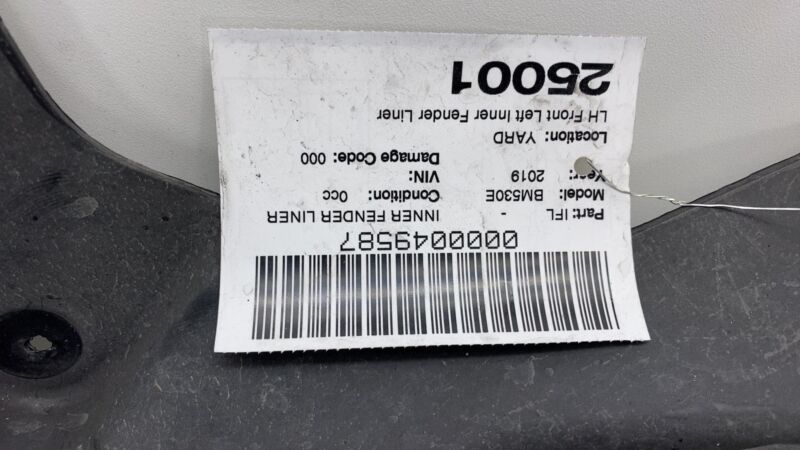 0000049587
Part: IFL - INNER FENDER LINER
Model: BM530E Condition: 0cc
Year: 2019 VIN:
Damage Code: 000
Location: YARD
LH Front Left Inner Fender Liner
25001